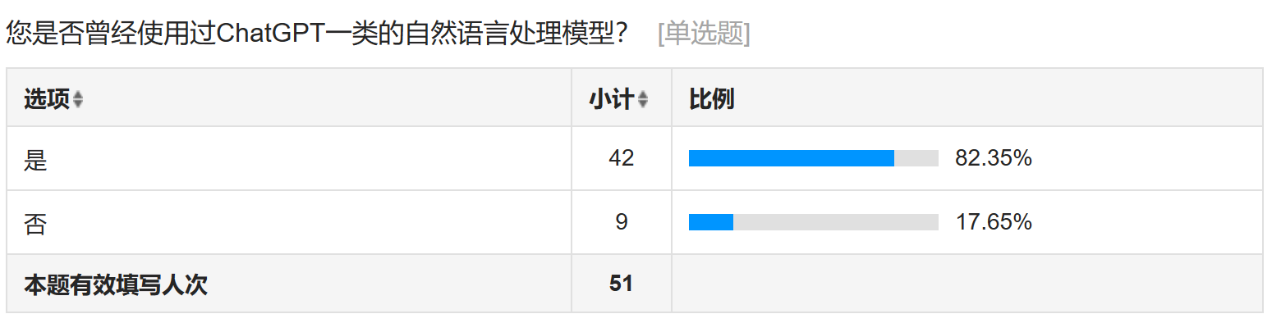 您是否曾经使用过ChatGPT一类的自然语言处理模型? [单选题]
选项 小计 比例
是 42 82.35%
否 9 17.65%
本题有效填写人次 51